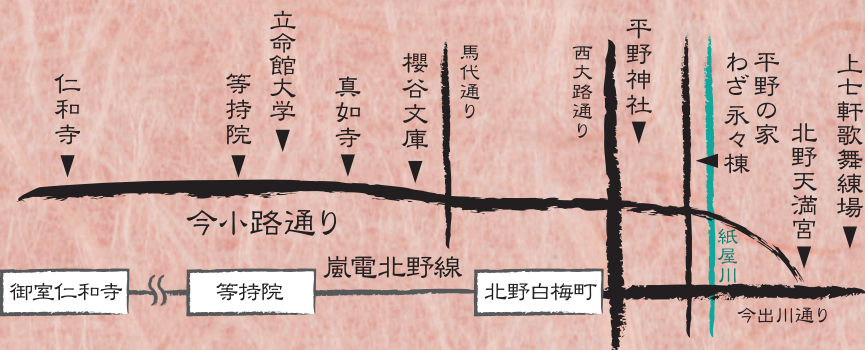 仁和寺
等持院
立命館大学
真如寺
櫻谷文庫
馬代通り
西大路通り
平野神社
平野の家
わざ 永々棟
北野天満宮
上七軒歌舞練場
今小路通り
紙屋川
嵐電北野線
御室仁和寺
等持院
北野白梅町
今出川通り